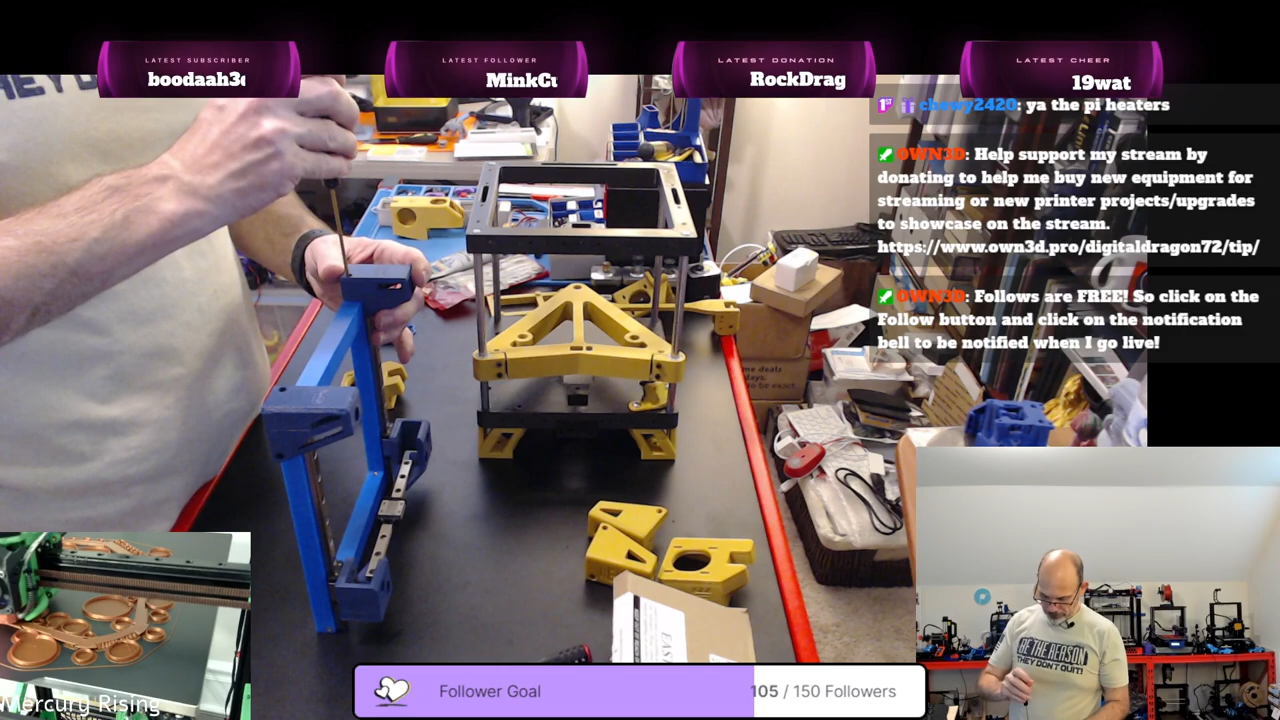 LATEST SUBSCRIBER
boodaah3
LATEST FOLLOWER
MinkCu
LATEST DONATION
RockDrag
LATEST CHEER
19wat
chewy2420: ya the pi heaters
OWN3D: Help support my stream by
donating to help me buy new equipment for
streaming or new printer projects/upgrades
to showcase on the stream.
https://www.own3d.pro/digitaldragon72/tip/
OWN3D: Follows are FREE! So click on the
Follow button and click on the notification
bell to be notified when I go live!
BE THE REASON
THEY DON'T QUIT!
Mercury Rising
Follower Goal
105 / 150 Followers